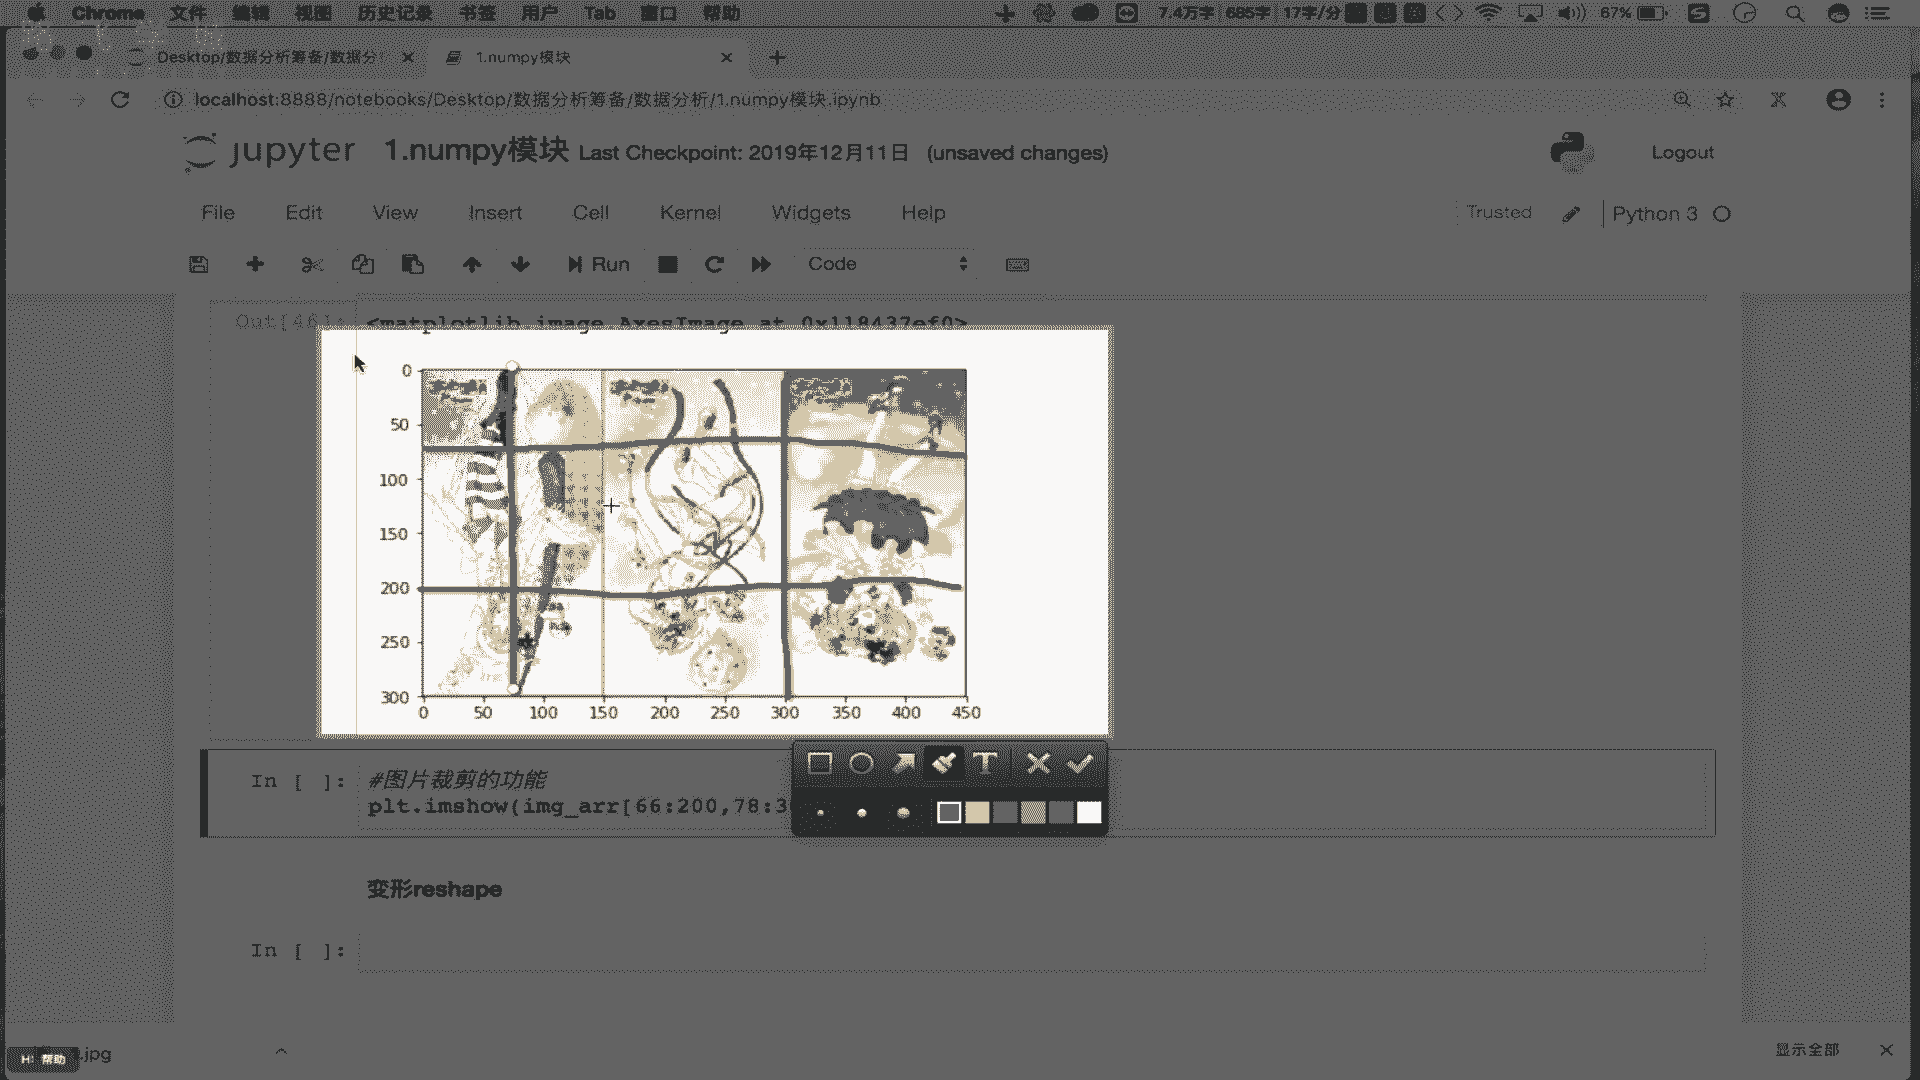 Chrome 文件 编辑 视图 历史记录 书签 用户 Tab 窗口 帮助 7.4万字 685字 17字/分 67%
Desktop/数据分析筹备/数据分 1.numpy模块
localhost:8888/notebooks/Desktop/数据分析筹备/数据分析/1.numpy模块.ipynb
jupyter 1.numpy模块 Last Checkpoint: 2019年12月11日 (unsaved changes) Logout
File Edit View Insert Cell Kernel Widgets Help Trusted Python 3
Run Code
Out[46]: <matplotlib.image.AxesImage at 0x118437ef0>
0
50
100
150
200
250
300
0 50 100 150 200 250 300 350 400 450
In [ ]: #图片裁剪的功能
plt.imshow(img_arr[66:200,78:3
T
变形reshape
In [ ]:
Hi 帮助 .jpg 显示全部